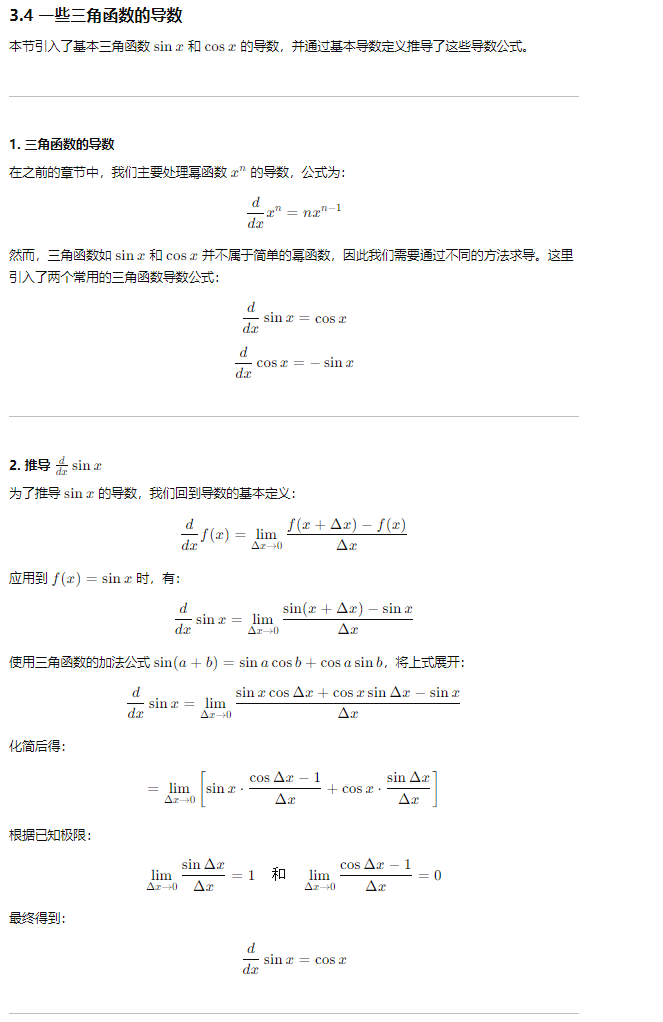 3.4 一些三角函数的导数
本节引入了基本三角函数 sin x 和 cos x 的导数，并通过基本导数定义推导了这些导数公式。
1. 三角函数的导数
在之前的章节中，我们主要处理幂函数 xⁿ 的导数，公式为：
d/dx xⁿ = nxⁿ⁻¹
然而，三角函数如 sin x 和 cos x 并不属于简单的幂函数，因此我们需要通过不同的方法求导。这里
引入了两个常用的三角函数导数公式：
d/dx sin x = cos x
d/dx cos x = − sin x
2. 推导 d/dx sin x
为了推导 sin x 的导数，我们回到导数的基本定义：
d/dx f(x) = lim_{Δx→0} (f(x + Δx) − f(x))/Δx
应用到 f(x) = sin x 时，有：
d/dx sin x = lim_{Δx→0} (sin(x + Δx) − sin x)/Δx
使用三角函数的加法公式 sin(a + b) = sin a cos b + cos a sin b，将上式展开：
d/dx sin x = lim_{Δx→0} (sin x cos Δx + cos x sin Δx − sin x)/Δx
化简后得：
= lim_{Δx→0} [sin x · (cos Δx − 1)/Δx + cos x · (sin Δx)/Δx]
根据已知极限：
lim_{Δx→0} (sin Δx)/Δx = 1 和 lim_{Δx→0} (cos Δx − 1)/Δx = 0
最终得到：
d/dx sin x = cos x